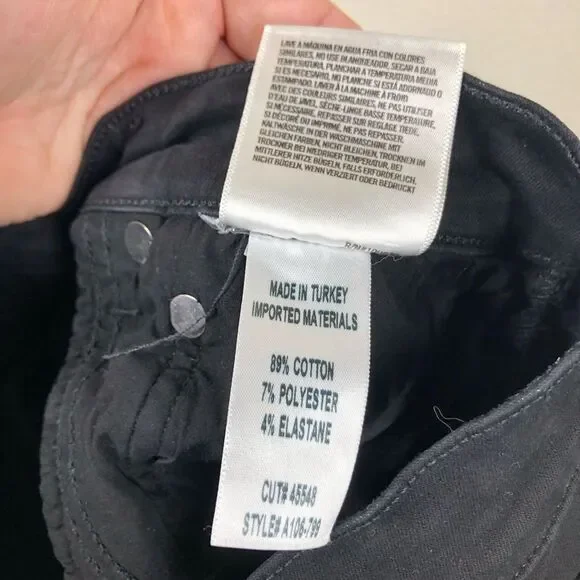 LAVE A MÁQUINA EN AGUA FRIA CON COLORES
SIMILARES, NO USE BLANQUEADOR, SECAR A BAJA
TEMPERATURA, PLANCHAR A TEMPERATURA MEDIA
SI ES NECESARIO, NO PLANCHE SI ESTÁ ADORNADO O
ESTAMPADO. LAVER À LA MACHINE À FROID
AVEC DES COULEURS SIMILAIRES, NE PAS UTILISER
D'EAU DE JAVEL, SÈCHE-LINGE BASSE TEMPERATURE,
SI NÉCESSAIRE, REPASSER SUR RÉGLAGE TIÈDE,
SI DÉCORÉ OU IMPRIMÉ, NE PAS REPASSER.
KALTWÄSCHE IN DER WASCHMASCHINE MIT
GLEICHEN FARBEN, NICHT BLEICHEN, TROCKNEN IM
TROCKNER BEI NIEDRIGER TEMPERATUR, BEI
MITTLERER HITZE BÜGELN, FALLS ERFORDERLICH,
NICHT BÜGELN, WENN VERZIERT ODER BEDRUCKT
MADE IN TURKEY
IMPORTED MATERIALS
89% COTTON
7% POLYESTER
4% ELASTANE
CUT# 45548
STYLE# A106-799